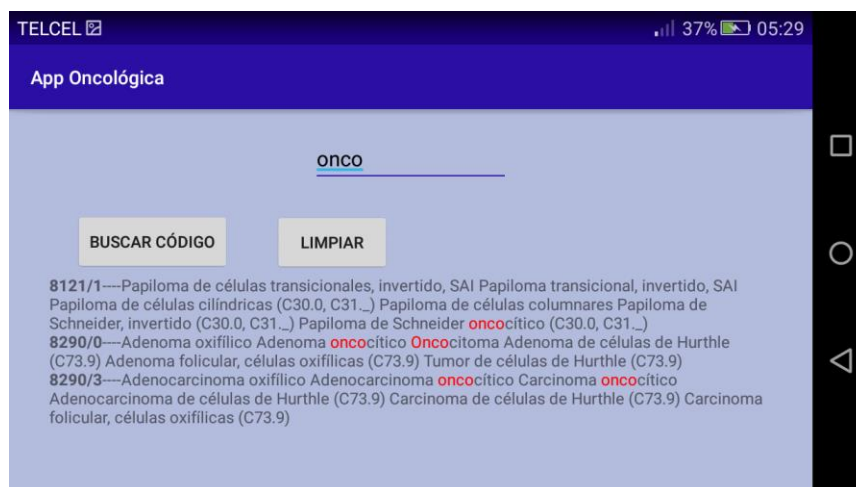 TELCEL 37% 05:29
App Oncológica
onco
BUSCAR CÓDIGO LIMPIAR
8121/1----Papiloma de células transicionales, invertido, SAI Papiloma transicional, invertido, SAI
Papiloma de células cilíndricas (C30.0, C31._) Papiloma de células columnares Papiloma de
Schneider, invertido (C30.0, C31._) Papiloma de Schneider oncocítico (C30.0, C31._)
8290/0----Adenoma oxifílico Adenoma oncocítico Oncocitoma Adenoma de células de Hurthle
(C73.9) Adenoma folicular, células oxifílicas (C73.9) Tumor de células de Hurthle (C73.9)
8290/3----Adenocarcinoma oxifílico Adenocarcinoma oncocítico Carcinoma oncocítico
Adenocarcinoma de células de Hurthle (C73.9) Carcinoma de células de Hurthle (C73.9) Carcinoma
folicular, células oxifílicas (C73.9)